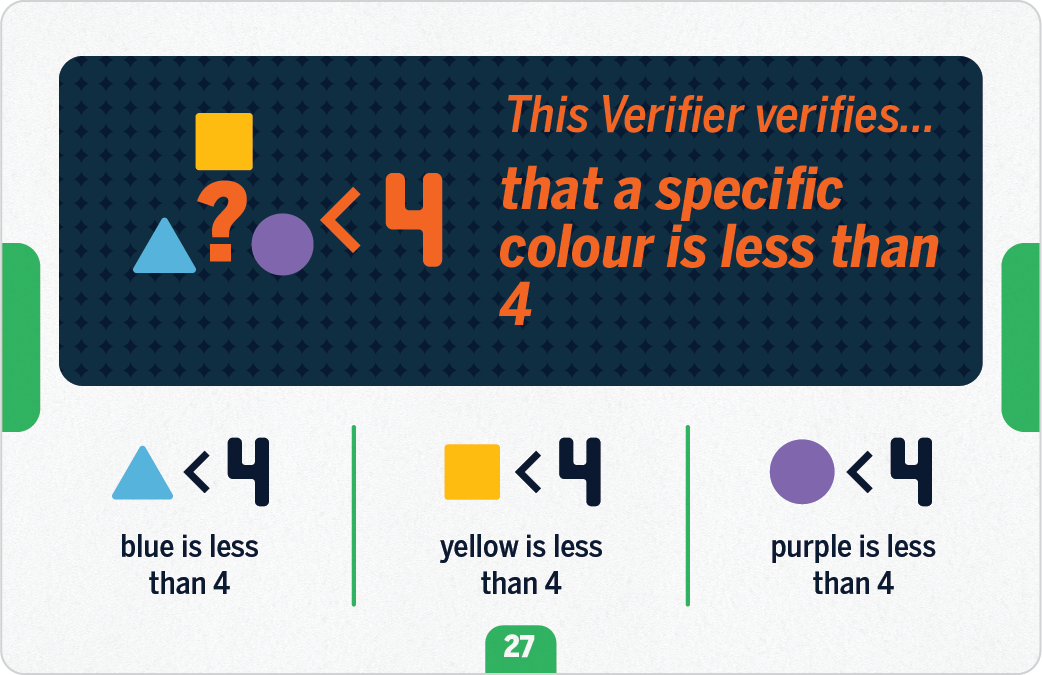 This Verifier verifies...
? < 4
that a specific
colour is less than
4
< 4
blue is less
than 4
< 4
yellow is less
than 4
< 4
purple is less
than 4
27